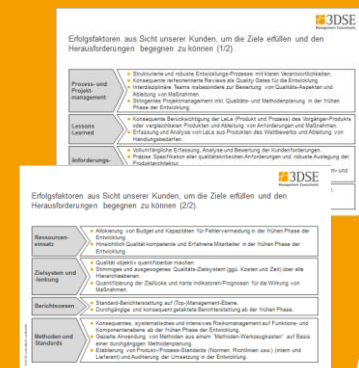 3DSE
Management Consultants
Erfolgsfaktoren aus Sicht unserer Kunden, um die Ziele erfüllen und den
Herausforderungen begegnen zu können (1/2).
Prozess- und
Projekt-
management
Strukturierte und robuste Entwicklungs-Prozesse mit klaren Verantwortlichkeiten.
Konsequente reifeorientierte Reviews als Quality Gates für die Entwicklung.
Interdisziplinäre Teams insbesondere zur Bewertung von Qualitäts-Aspekten und
Ableitung von Maßnahmen.
Stringentes Projektmanagement inkl. Qualitäts- und Methodenplanung in der frühen
Phase der Entwicklung.
Lessons
Learned
Konsequente Berücksichtigung der LeLe (Produkt und Prozess) des Vorgänger-Produkts
oder vergleichbaren Produkten und Ableitung von Anforderungen und Maßnahmen.
Erfassung und Analyse von LeLe aus Produkten des Wettbewerbs und Ableitung von
Handlungsbedarf.
Anforderungs-
Vollumfängliche Erfassung, Analyse und Bewertung der Kundenforderungen.
Präzise Spezifikation aller qualitätskritischen Anforderungen und robuste Auslegung der
Produktarchitektur.
und
3DSE
Management Consultants
Erfolgsfaktoren aus Sicht unserer Kunden, um die Ziele erfüllen und den
Herausforderungen begegnen zu können (2/2).
Ressourcen-
einsatz
Allokierung von Budget und Kapazitäten für Fehlervermeidung in der frühen Phase der
Entwicklung.
Hinsichtlich Qualität kompetente und Erfahrene Mitarbeiter in der frühen Phase der
Entwicklung.
Zielsystem und
-lenkung
Qualität objektiv quantifizierbar machen.
Stimmiges und ausgewogenes Qualitäts-Zielsystem (ggü. Kosten und Zeit) über alle
Hierarchieebenen.
Quantifizierung der Ziellücke und harte Indikatoren/Prognosen für die Wirkung von
Maßnahmen.
Berichtswesen
Standard-Berichterstattung auf (Top-)Management-Ebene.
Durchgängige und konsequent getaktete Berichterstattung ab der frühen Phase.
Methoden und
Standards
Konsequentes, systematisches und intensives Risikomanagement auf Funktions- und
Komponentenebene ab der frühen Phase der Entwicklung.
Gezielte Anwendung von Methoden aus einem "Methoden-Werkzeugkasten" auf Basis
einer durchgängigen Methodenplanung.
Etablierung von Produkt-/Prozess-Standards (Normen, Richtlinien usw.) (intern und
Lieferant) und Auditierung der Umsetzung in der Entwicklung.